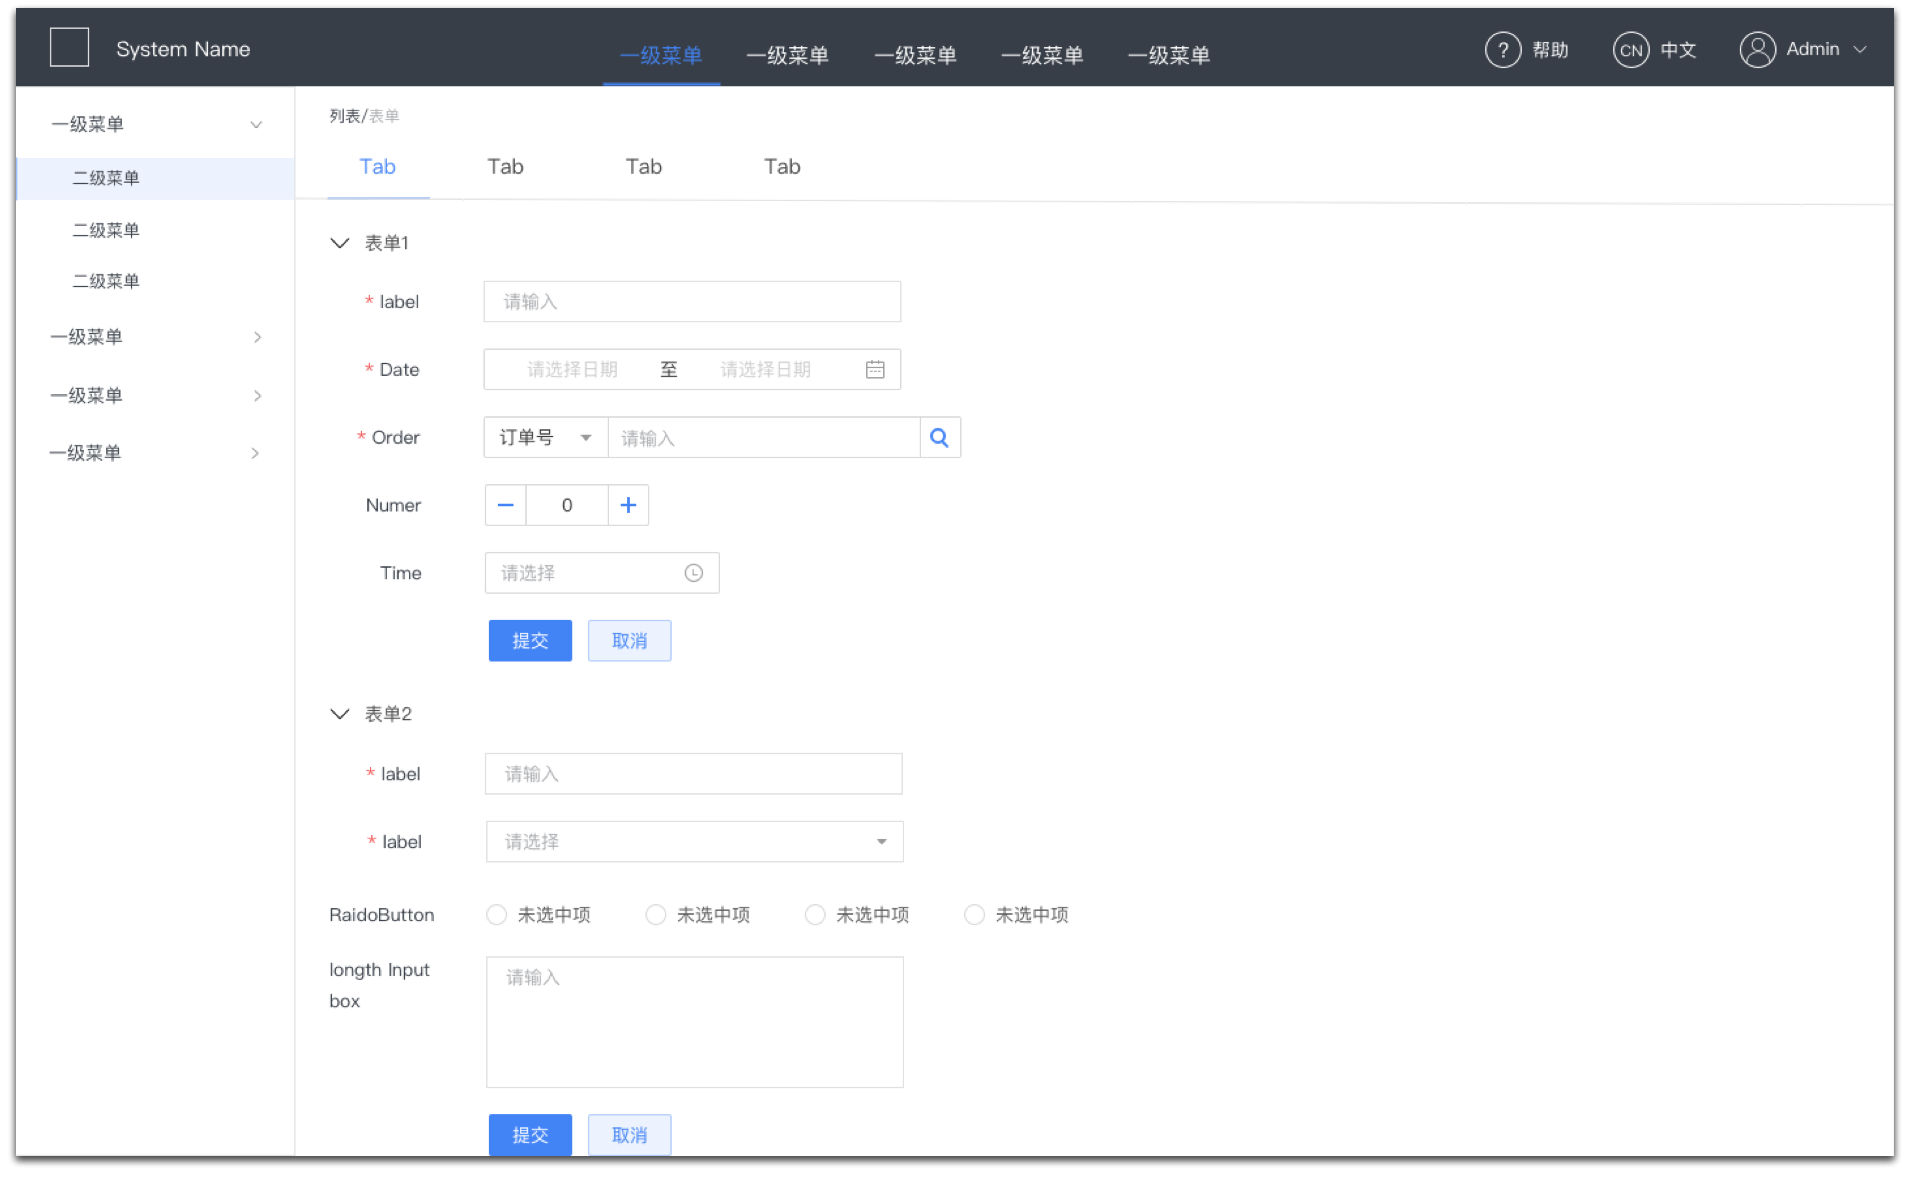 System Name
一级菜单 一级菜单 一级菜单 一级菜单 一级菜单
? 帮助 CN 中文 Admin
一级菜单
二级菜单
二级菜单
二级菜单
一级菜单
一级菜单
一级菜单
列表/表单
Tab Tab Tab Tab
表单1
* label 请输入
* Date 请选择日期 至 请选择日期
* Order 订单号 请输入
Numer 0
Time 请选择
提交 取消
表单2
* label 请输入
* label 请选择
RaidoButton 未选中项 未选中项 未选中项 未选中项
longth Input
box
请输入
提交 取消